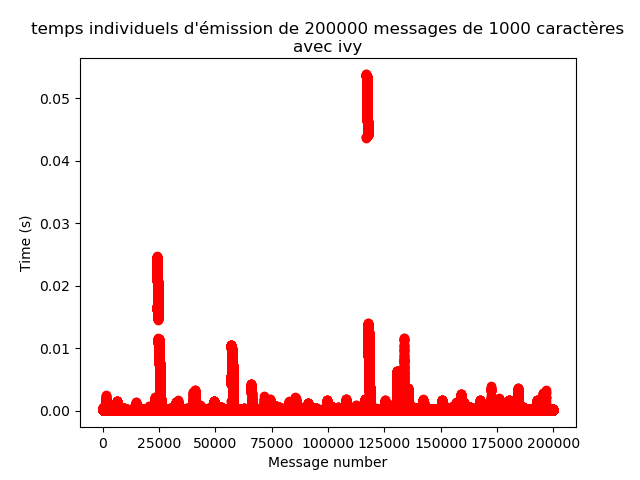 temps individuels d'émission de 200000 messages de 1000 caractères
avec ivy
0.05
0.04
0.03
Time (s)
0.02
0.01
0.00
0 25000 50000 75000 100000 125000 150000 175000 200000
Message number